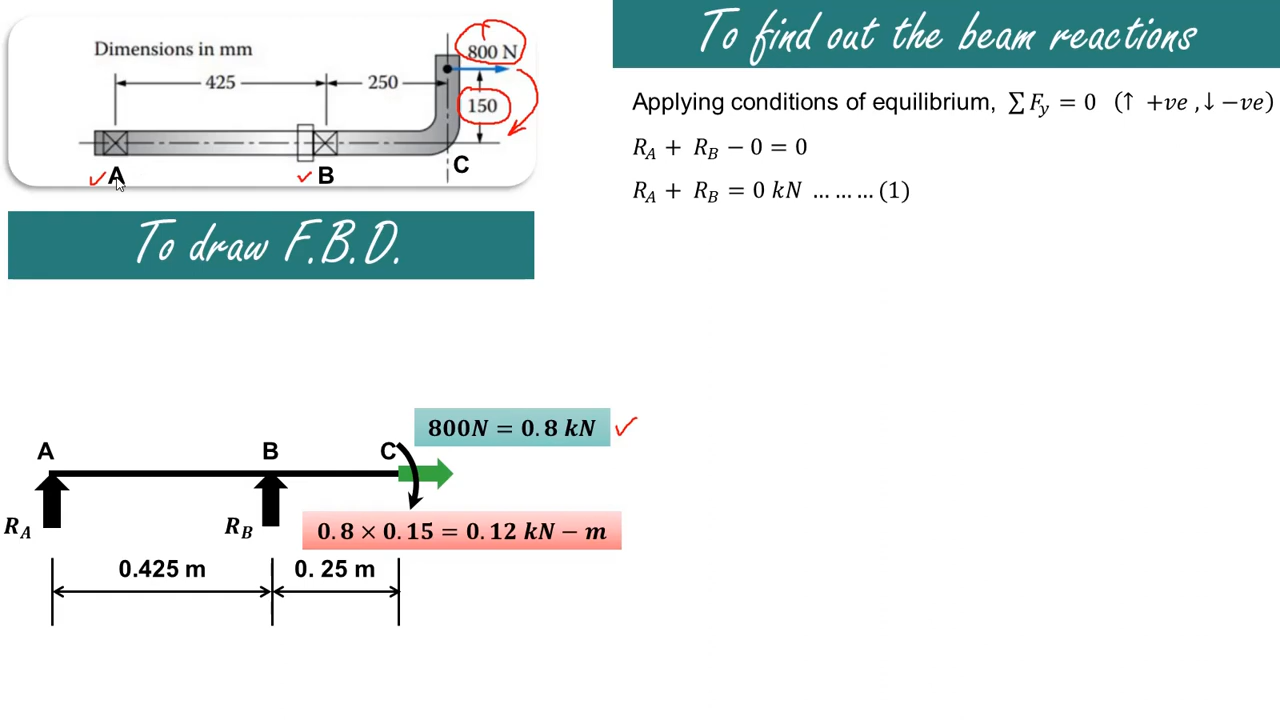 Dimensions in mm
800 N
425
250
150
A
B
C
To draw F.B.D.
To find out the beam reactions
Applying conditions of equilibrium, ∑ F_y = 0 (↑ +ve ,↓ −ve)
R_A + R_B − 0 = 0
R_A + R_B = 0 kN ... ... ... (1)
800N = 0.8 kN
A
B
C
R_A
R_B
0.8 × 0.15 = 0.12 kN − m
0.425 m
0. 25 m